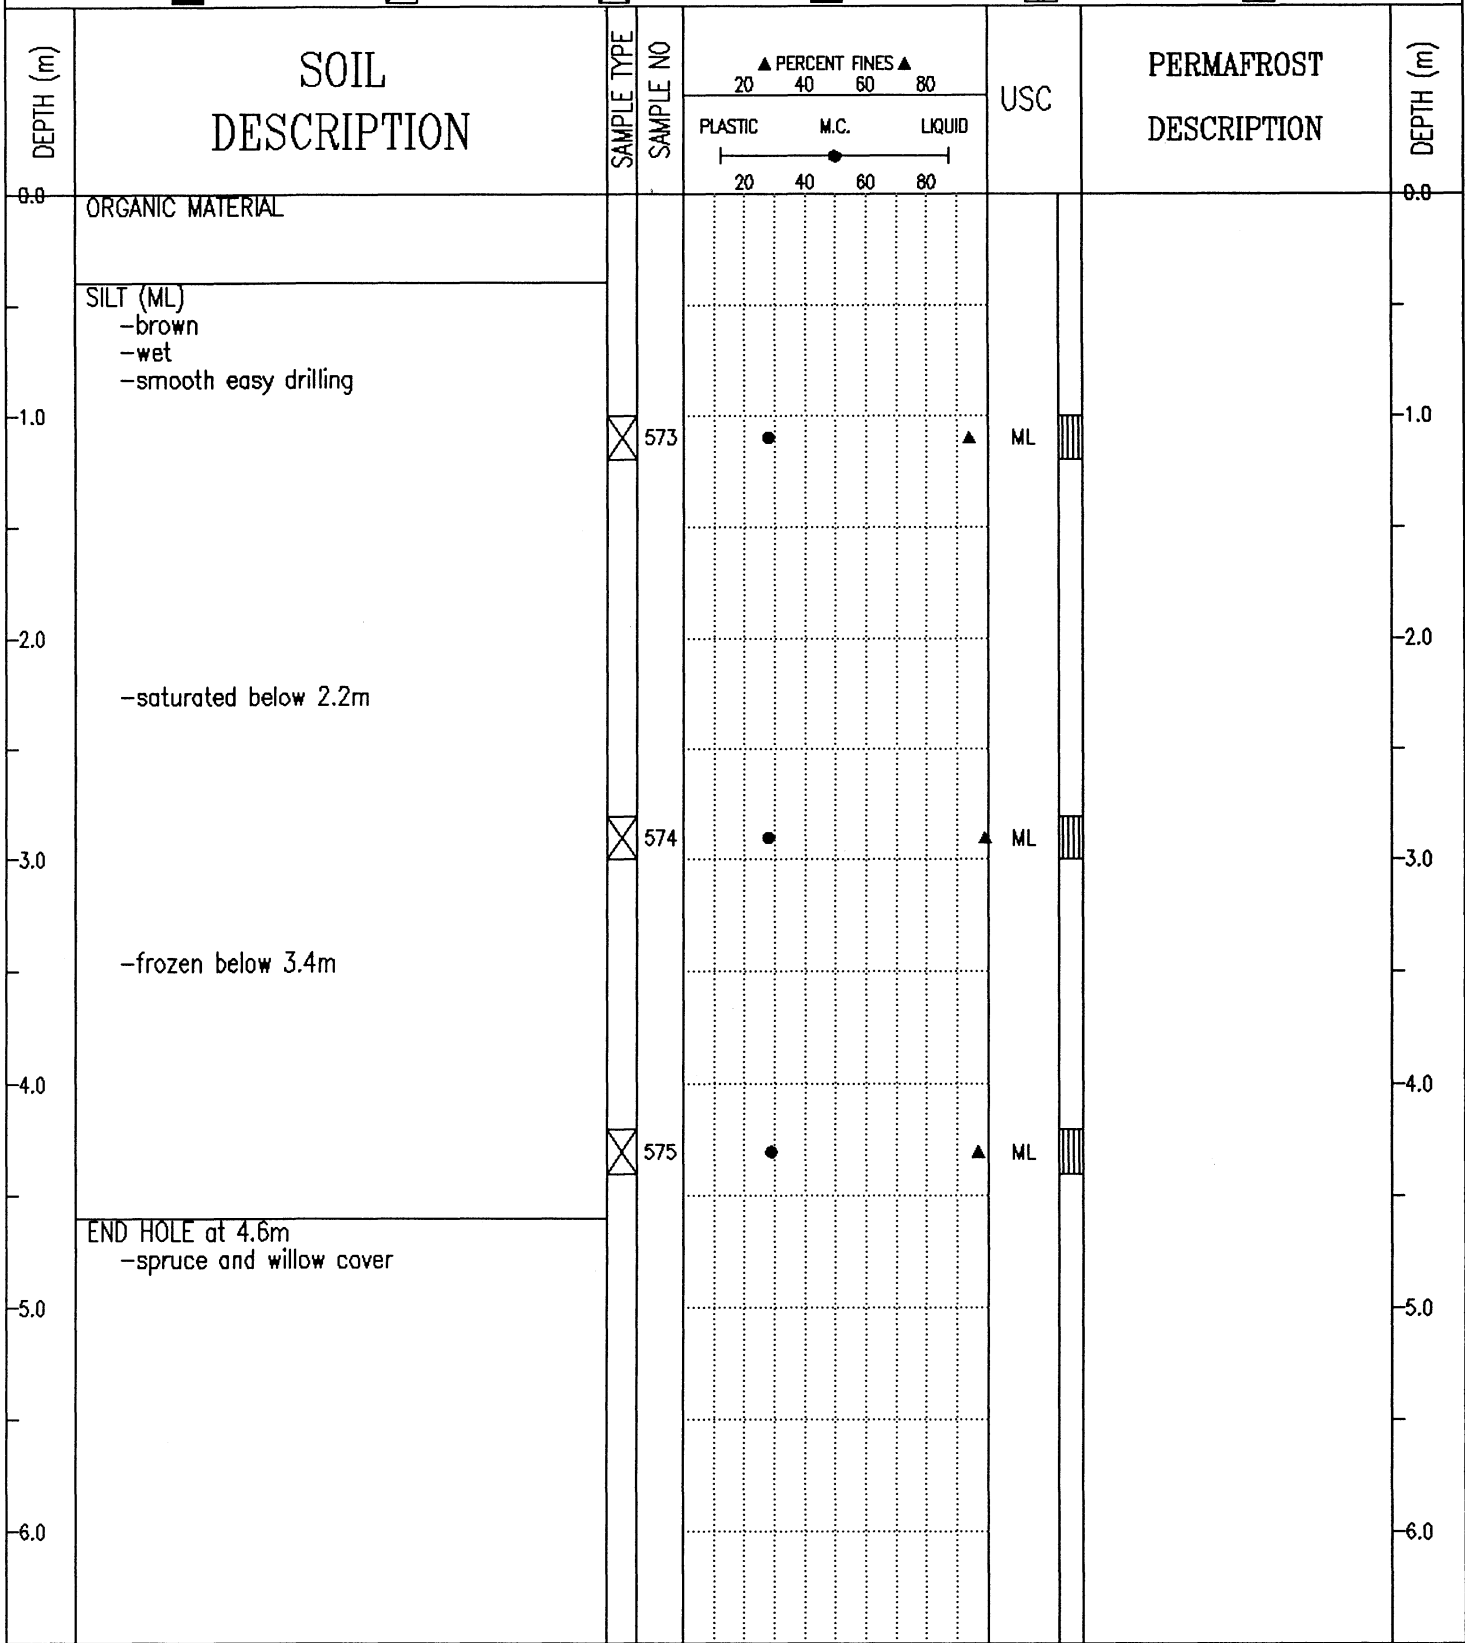 DEPTH (m)
SOIL
DESCRIPTION
SAMPLE TYPE
SAMPLE NO
▲ PERCENT FINES ▲
20 40 60 80
PLASTIC M.C. LIQUID
20 40 60 80
USC
PERMAFROST
DESCRIPTION
DEPTH (m)
0.0 0.0
ORGANIC MATERIAL
SILT (ML)
-brown
-wet
-smooth easy drilling
1.0 1.0
573 ML
2.0 2.0
-saturated below 2.2m
574 ML
3.0 3.0
-frozen below 3.4m
4.0 4.0
575 ML
END HOLE at 4.6m
-spruce and willow cover
5.0 5.0
6.0 6.0